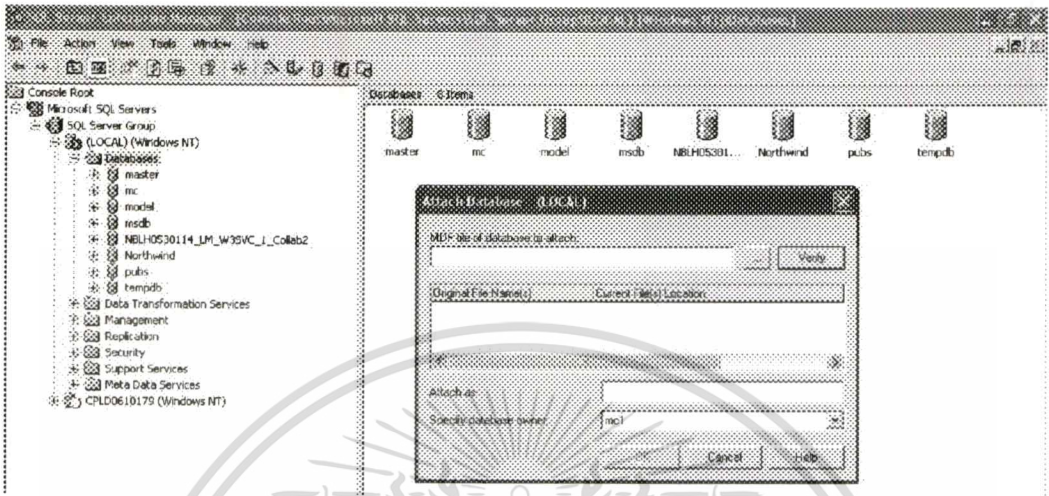 File Action View Tools Window Help
Console Root
Microsoft SQL Servers
SQL Server Group
(LOCAL) (Windows NT)
Databases
master
mc
model
msdb
NBLH0530114_LM_W3SVC_1_Collab2
Northwind
pubs
tempdb
Data Transformation Services
Management
Replication
Security
Support Services
Meta Data Services
CPLD0610179 (Windows NT)
Databases 8 Items
master mc model msdb NBLH05301... Northwind pubs tempdb
Attach Database - (LOCAL)
MDF file of database to attach:
... Verify
Original File Name(s) Current File(s) Location
Attach as:
Specify database owner: mc1
OK Cancel Help